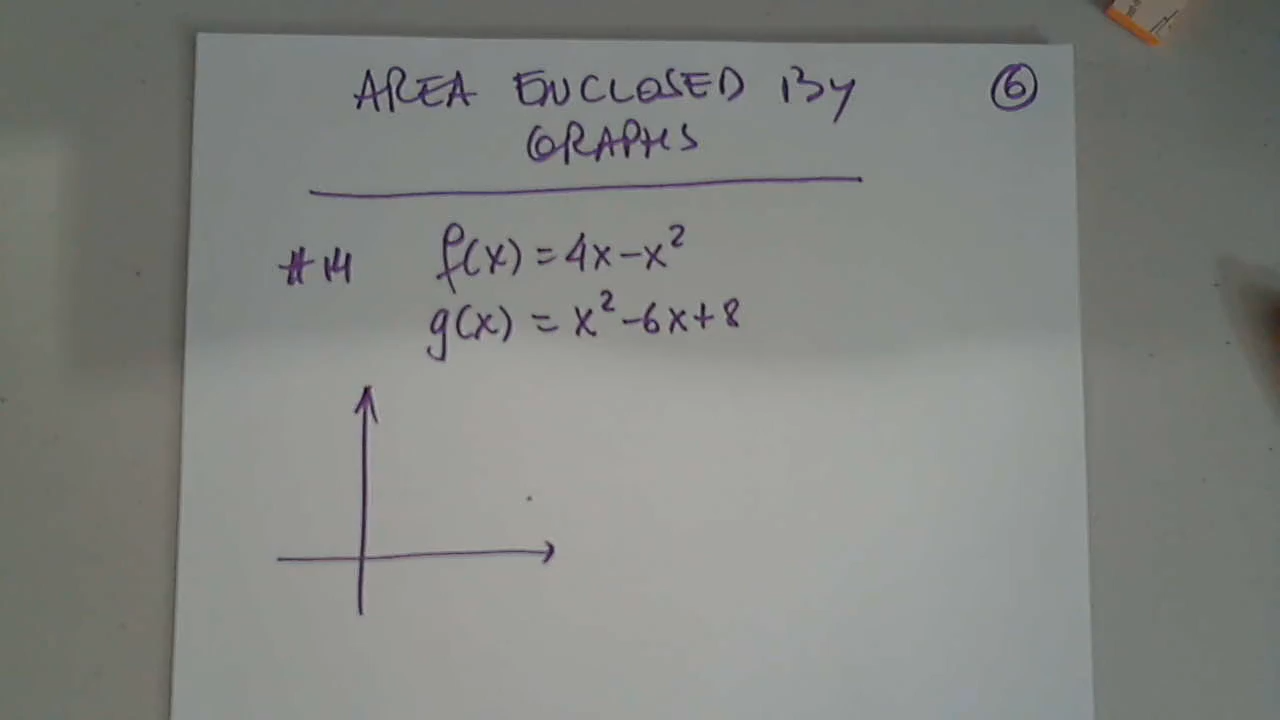 AREA ENCLOSED BY
GRAPHS
6
#14 f(x) = 4x-x²
g(x) = x²-6x+8